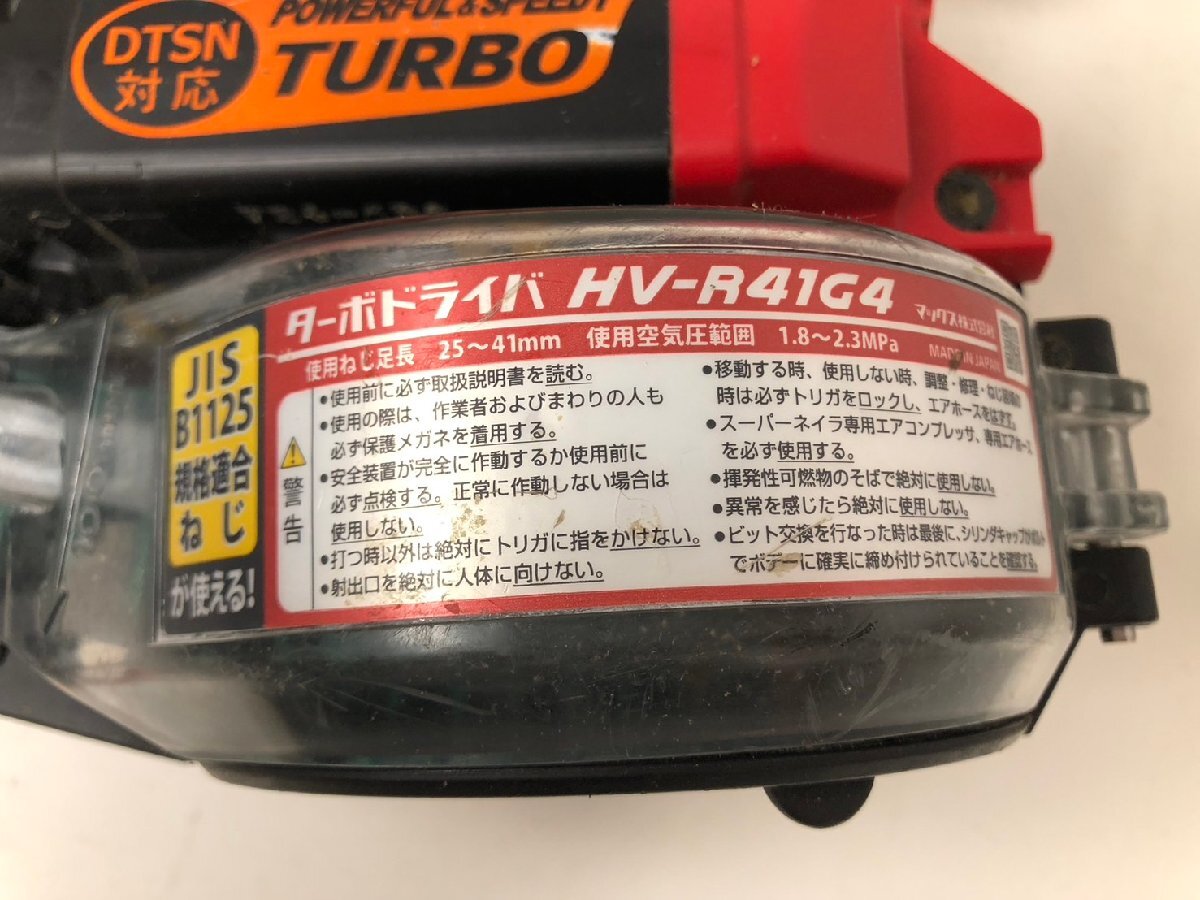 POWERFUL & SPEEDY
DTSN
対応
TURBO
ターボドライバ HV-R41G4 マックス株式会社
使用ねじ足長 25〜41mm 使用空気圧範囲 1.8〜2.3MPa MADE IN JAPAN
JIS
B1125
規格適合
ねじ
が使える!
警告
•使用前に必ず取扱説明書を読む。
•使用の際は、作業者およびまわりの人も
必ず保護メガネを着用する。
•安全装置が完全に作動するか使用前に
必ず点検する。正常に作動しない場合は
使用しない。
•打つ時以外は絶対にトリガに指をかけない。
•射出口を絶対に人体に向けない。
•移動する時、使用しない時、調整・修理・ねじ装填の
時は必ずトリガをロックし、エアホースをはずす。
•スーパーネイラ専用エアコンプレッサ、専用エアホース
を必ず使用する。
•揮発性可燃物のそばで絶対に使用しない。
•異常を感じたら絶対に使用しない。
•ビット交換を行なった時は最後に、シリンダキャップが
でボデーに確実に締め付けられていることを確認する。